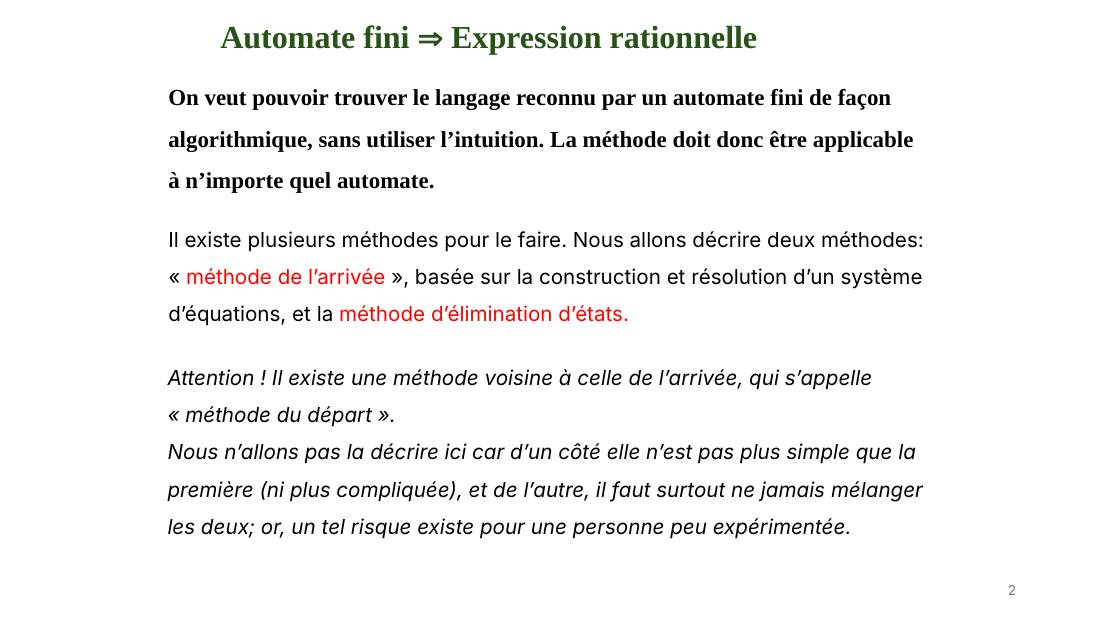 Automate fini ⇒ Expression rationnelle
On veut pouvoir trouver le langage reconnu par un automate fini de façon
algorithmique, sans utiliser l’intuition. La méthode doit donc être applicable
à n’importe quel automate.
Il existe plusieurs méthodes pour le faire. Nous allons décrire deux méthodes:
« méthode de l’arrivée », basée sur la construction et résolution d’un système
d’équations, et la méthode d’élimination d’états.
Attention ! Il existe une méthode voisine à celle de l’arrivée, qui s’appelle
« méthode du départ ».
Nous n’allons pas la décrire ici car d’un côté elle n’est pas plus simple que la
première (ni plus compliquée), et de l’autre, il faut surtout ne jamais mélanger
les deux; or, un tel risque existe pour une personne peu expérimentée.
2